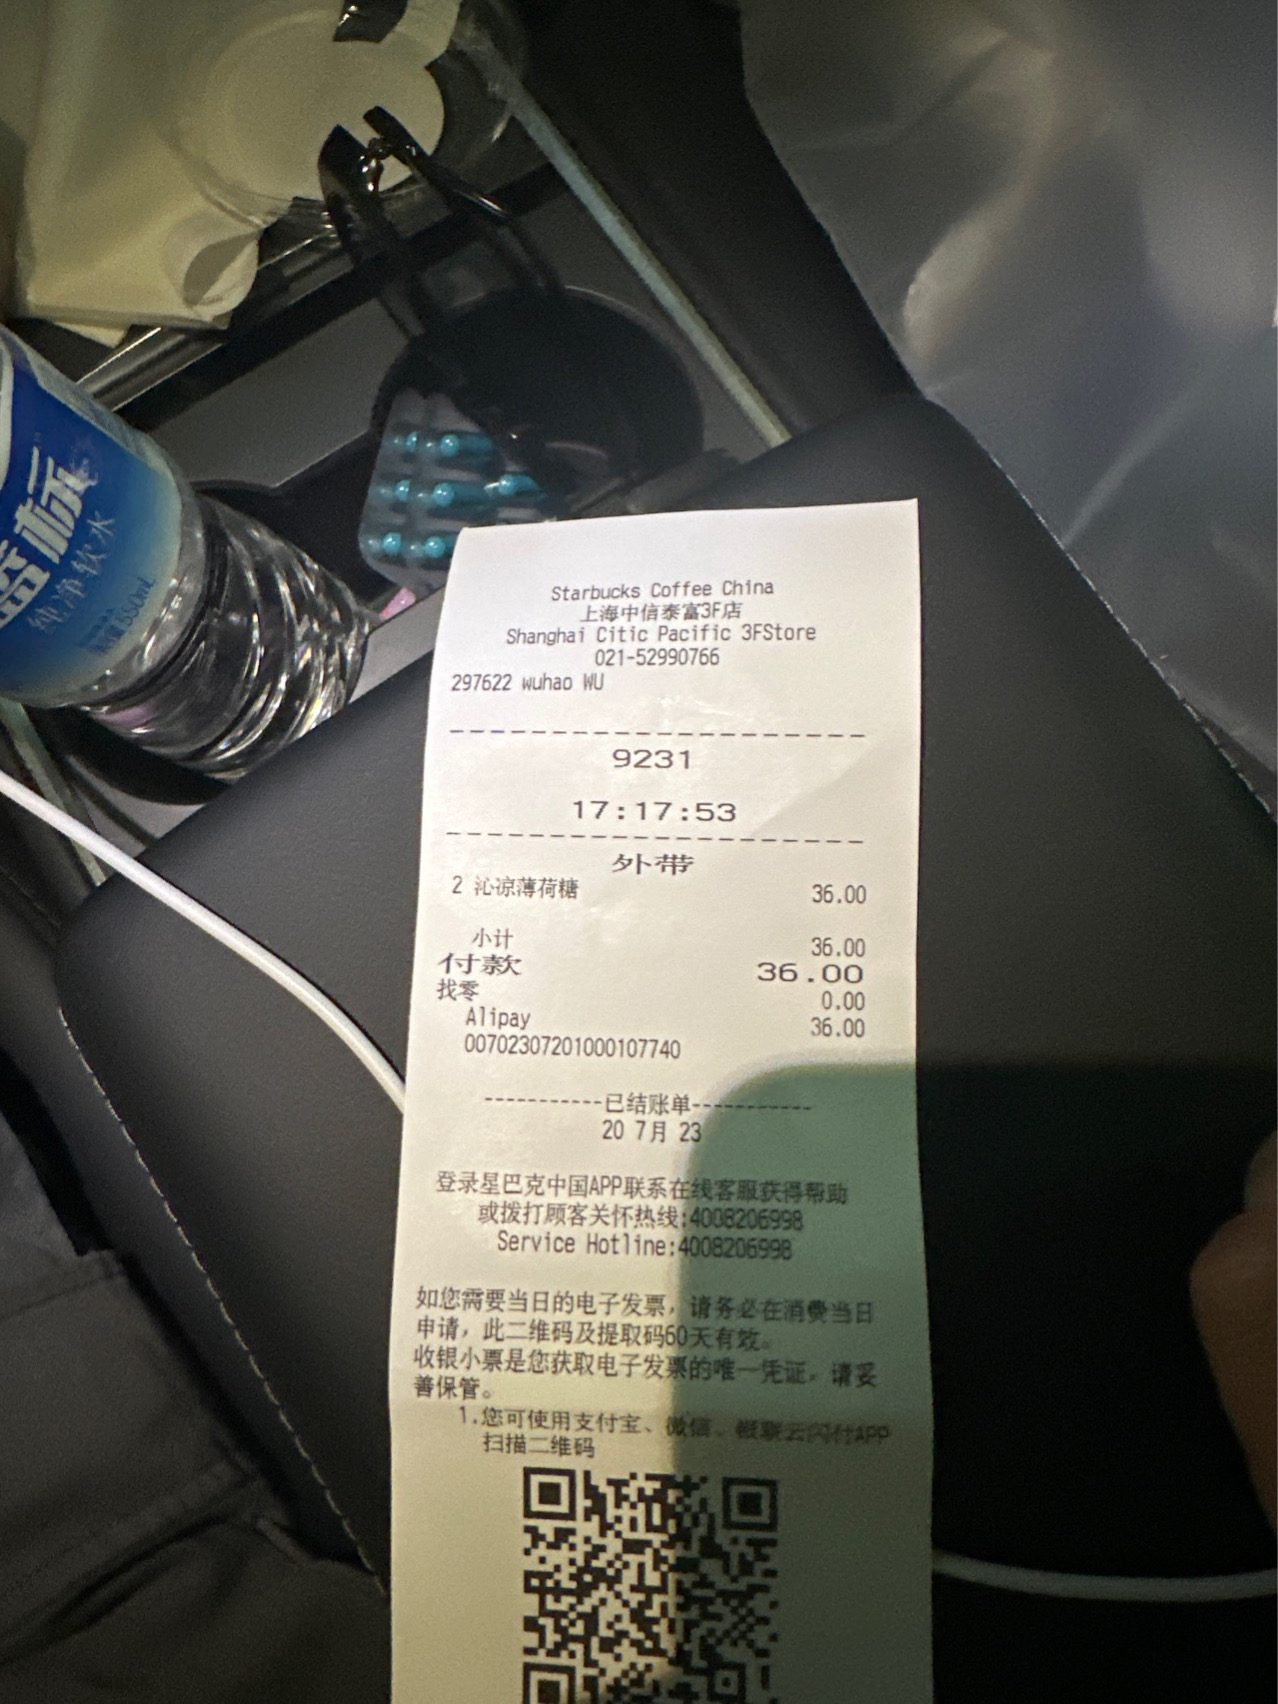 蓝标
纯净软水
550mL
Starbucks Coffee China
上海中信泰富3F店
Shanghai Citic Pacific 3FStore
021-52990766
297622 wuhao WU
--------------------
9231
17:17:53
--------------------
外带
2 沁凉薄荷糖 36.00
小计 36.00
付款 36.00
找零 0.00
Alipay 36.00
00702307201000107740
-----------已结账单-----------
20 7月 23
登录星巴克中国APP联系在线客服获得帮助
或拨打顾客关怀热线:4008206998
Service Hotline:4008206998
如您需要当日的电子发票，请务必在消费当日
申请，此二维码及提取码60天有效。
收银小票是您获取电子发票的唯一凭证，请妥
善保管。
1.您可使用支付宝、微信、银联云闪付APP
扫描二维码